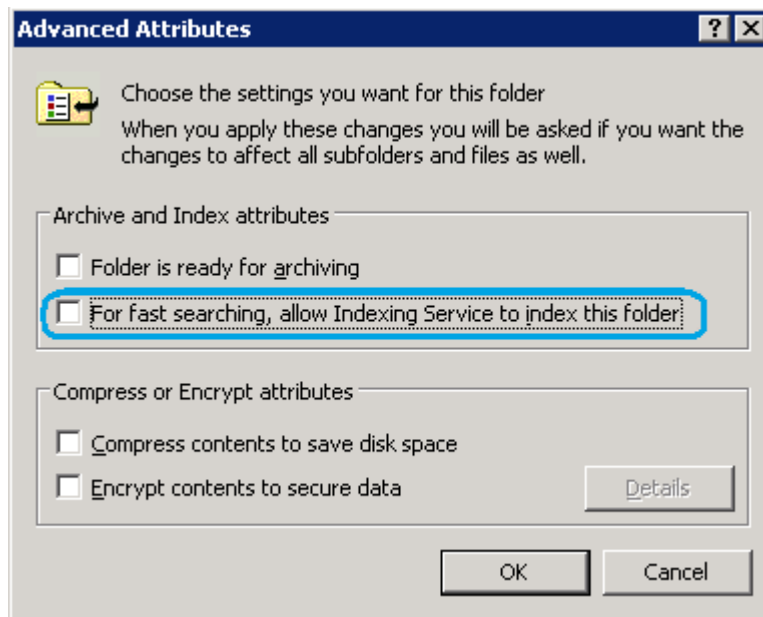 Advanced Attributes
Choose the settings you want for this folder
When you apply these changes you will be asked if you want the
changes to affect all subfolders and files as well.
Archive and Index attributes
Folder is ready for archiving
For fast searching, allow Indexing Service to index this folder
Compress or Encrypt attributes
Compress contents to save disk space
Encrypt contents to secure data
Details
OK
Cancel